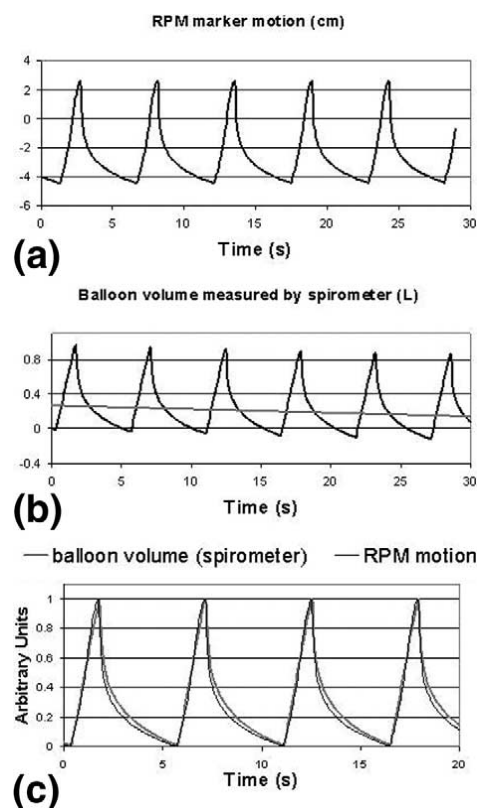 RPM marker motion (cm)
4
2
0
-2
-4
-6
0 5 10 15 20 25 30
Time (s)
(a)
Balloon volume measured by spirometer (L)
0.8
0.4
0
-0.4
0 5 10 15 20 25 30
Time (s)
(b)
balloon volume (spirometer) RPM motion
Arbitrary Units
1
0.8
0.6
0.4
0.2
0
0 5 10 15 20
Time (s)
(c)